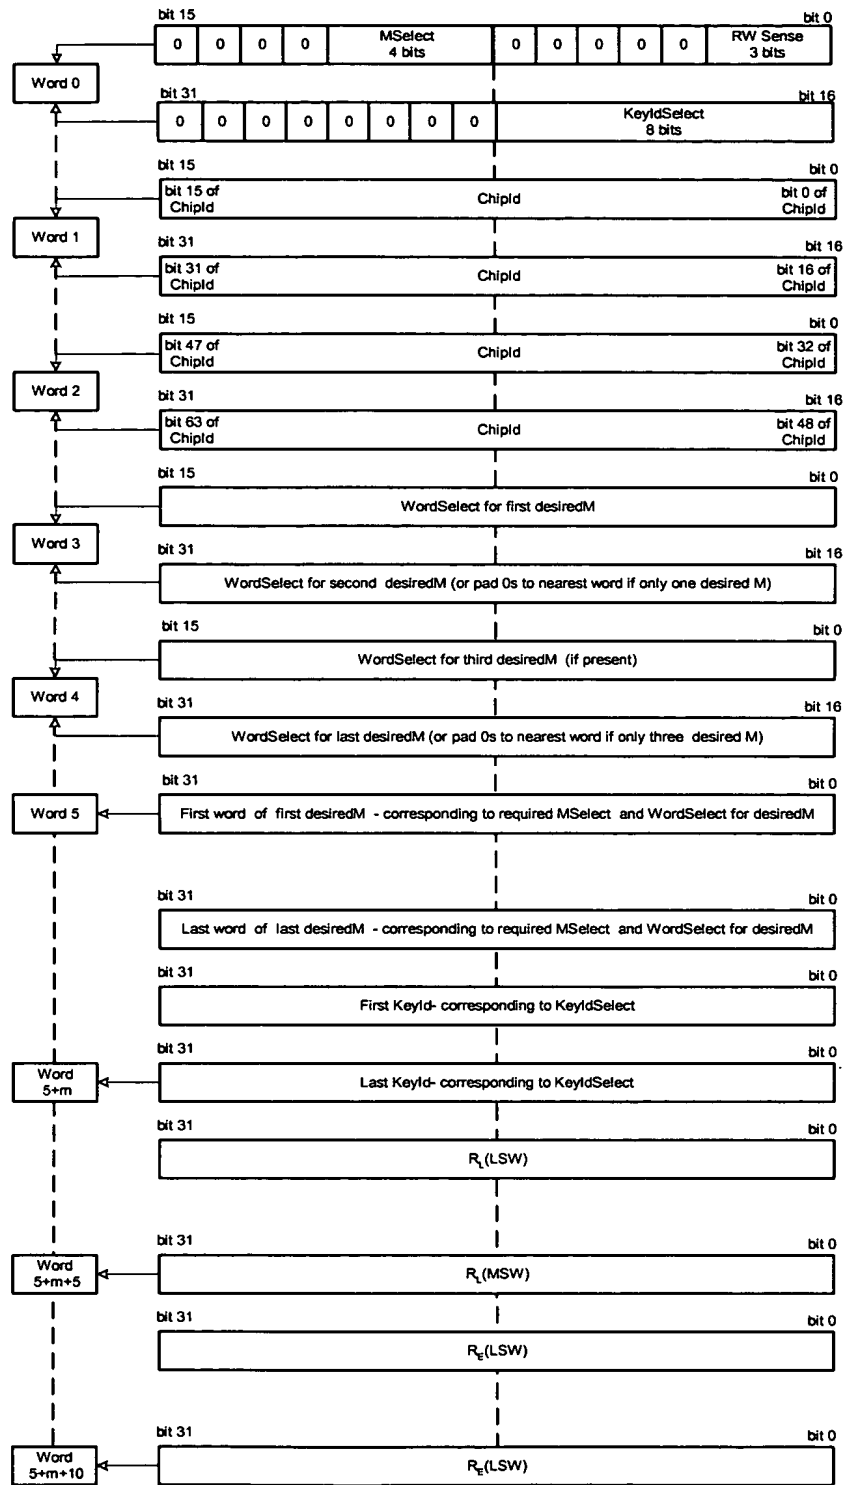 bit 15 bit 0
0 0 0 0 MSelect 4 bits 0 0 0 0 0 RW Sense 3 bits
Word 0
bit 31 bit 16
0 0 0 0 0 0 0 0 KeyIdSelect 8 bits
bit 15 bit 0
bit 15 of ChipId ChipId bit 0 of ChipId
Word 1
bit 31 bit 16
bit 31 of ChipId ChipId bit 16 of ChipId
bit 15 bit 0
bit 47 of ChipId ChipId bit 32 of ChipId
Word 2
bit 31 bit 16
bit 63 of ChipId ChipId bit 48 of ChipId
bit 15 bit 0
WordSelect for first desiredM
Word 3
bit 31 bit 16
WordSelect for second desiredM (or pad 0s to nearest word if only one desired M)
bit 15 bit 0
WordSelect for third desiredM (if present)
Word 4
bit 31 bit 16
WordSelect for last desiredM (or pad 0s to nearest word if only three desired M)
bit 31 bit 0
Word 5 First word of first desiredM - corresponding to required MSelect and WordSelect for desiredM
bit 31 bit 0
Last word of last desiredM - corresponding to required MSelect and WordSelect for desiredM
bit 31 bit 0
First KeyId- corresponding to KeyIdSelect
bit 31 bit 0
Word 5+m Last KeyId- corresponding to KeyIdSelect
bit 31 bit 0
R_L(LSW)
bit 31 bit 0
Word 5+m+5 R_L(MSW)
bit 31 bit 0
R_E(LSW)
bit 31 bit 0
Word 5+m+10 R_E(LSW)